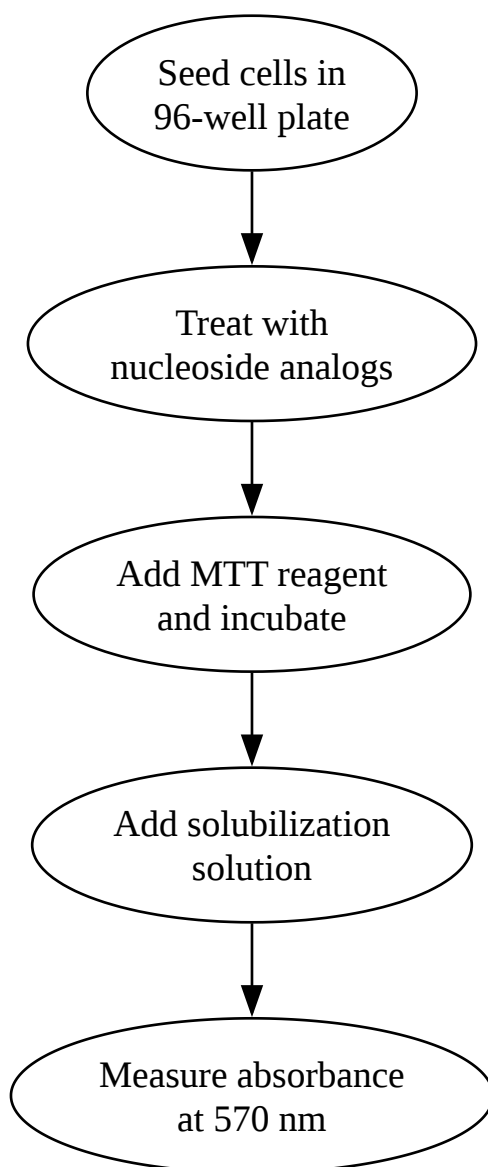 Seed cells in
96-well plate
Treat with
nucleoside analogs
Add MTT reagent
and incubate
Add solubilization
solution
Measure absorbance
at 570 nm